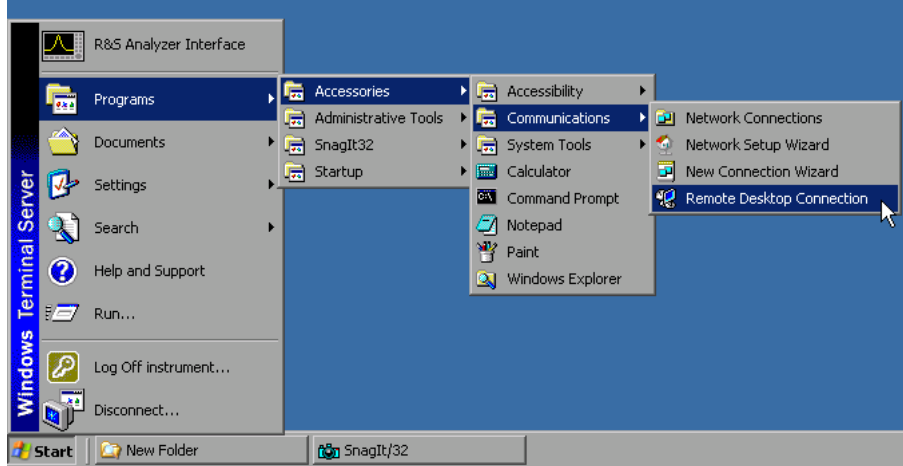 R&S Analyzer Interface
Programs
Documents
Settings
Search
Help and Support
Run...
Log Off instrument...
Disconnect...
Windows Terminal Server
Accessories
Administrative Tools
SnagIt32
Startup
Accessibility
Communications
System Tools
Calculator
Command Prompt
Notepad
Paint
Windows Explorer
Network Connections
Network Setup Wizard
New Connection Wizard
Remote Desktop Connection
Start
New Folder
SnagIt/32